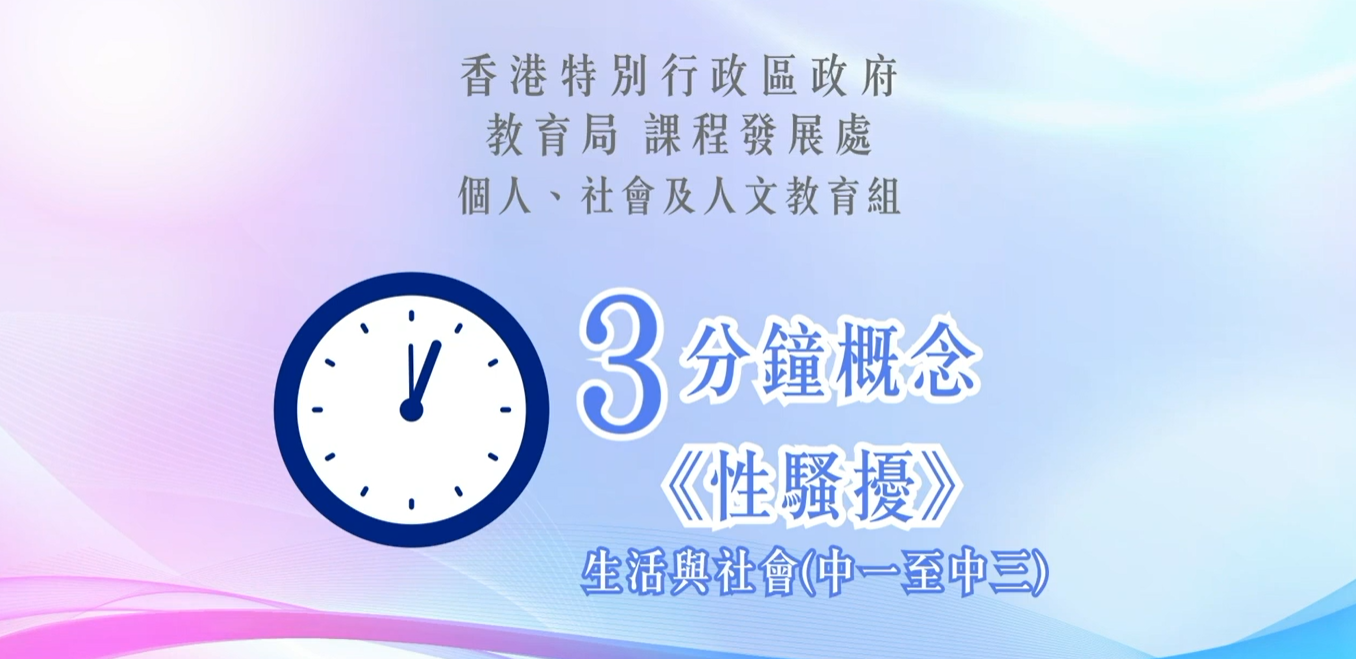 香港特別行政區政府
教育局 課程發展處
個人、社會及人文教育組
3分鐘概念
《性騷擾》
生活與社會(中一至中三)